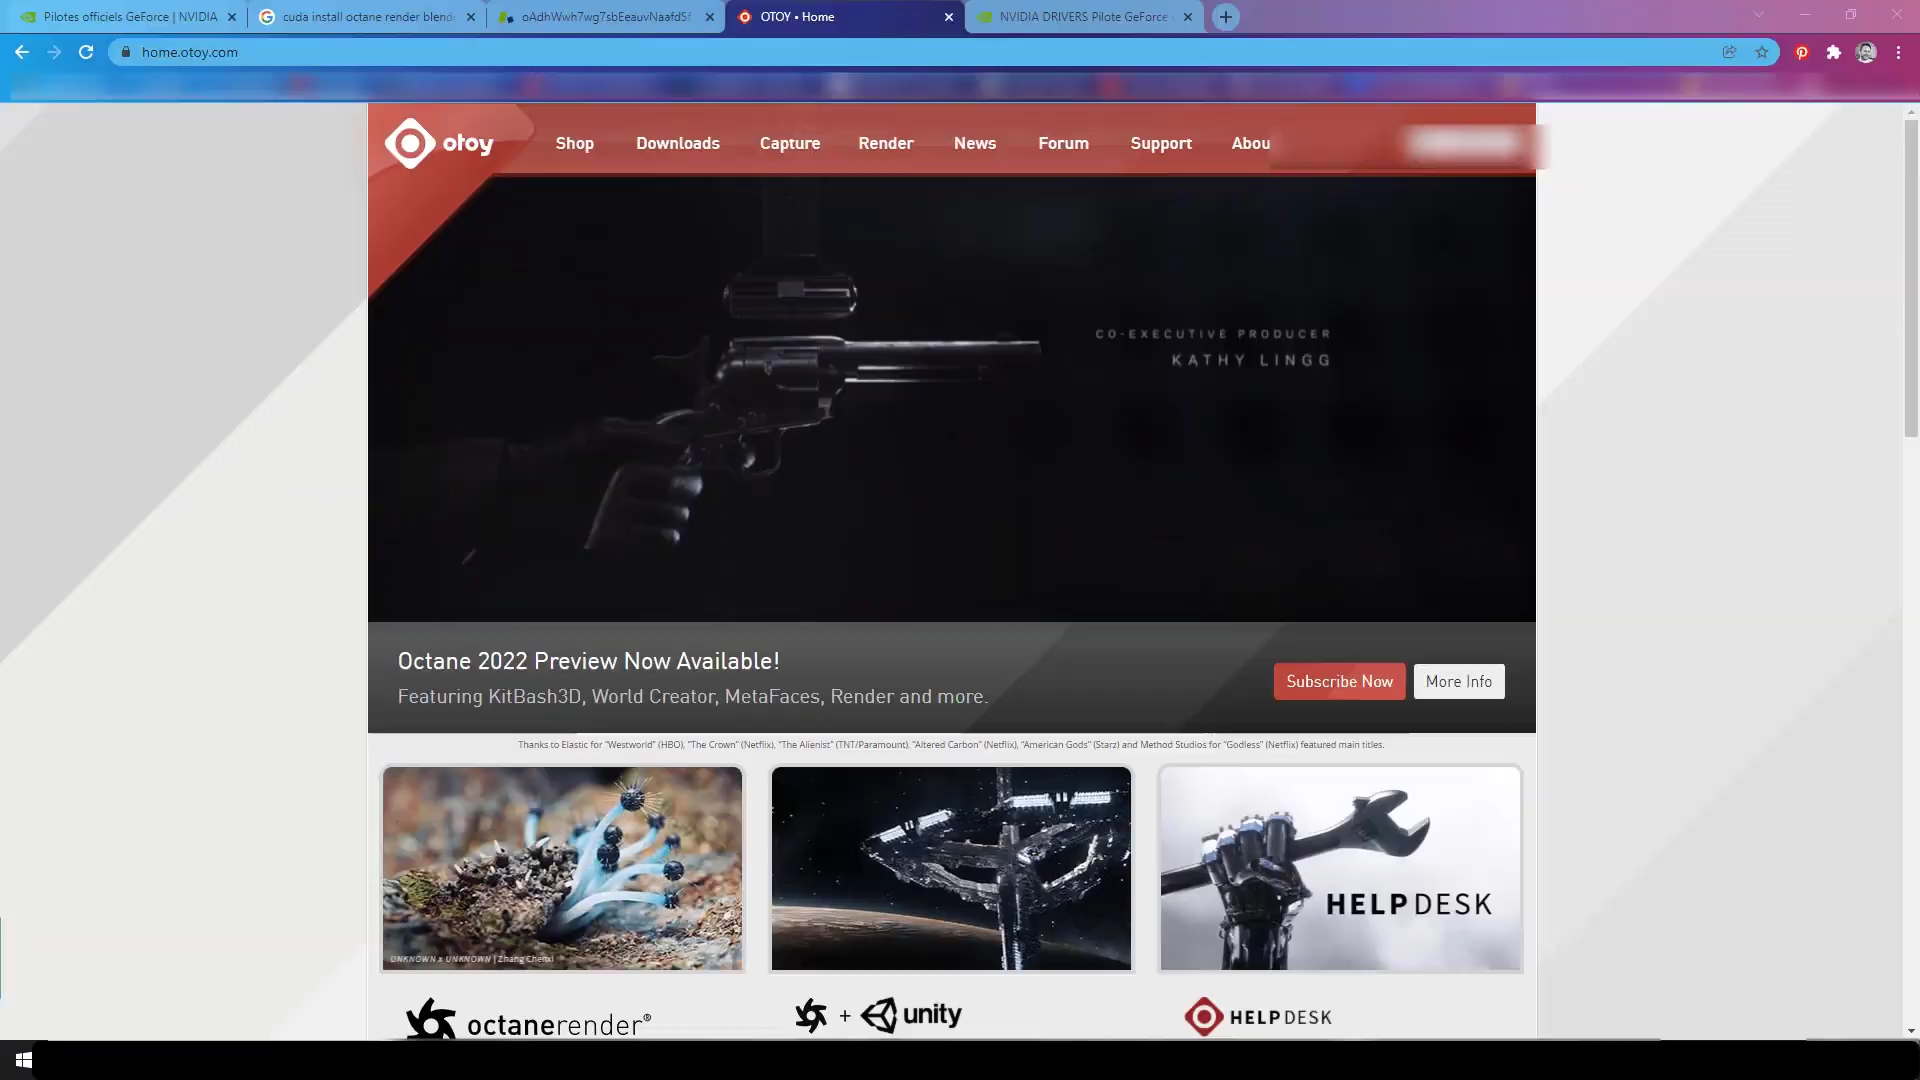 Pilotes officiels GeForce | NVIDIA
cuda install octane render blend
oAdhWwh7wg7sbEeauvNaafdSf
OTOY • Home
NVIDIA DRIVERS Pilote GeForce
home.otoy.com
otoy
Shop
Downloads
Capture
Render
News
Forum
Support
Abou
CO-EXECUTIVE PRODUCER
KATHY LINGG
Octane 2022 Preview Now Available!
Featuring KitBash3D, World Creator, MetaFaces, Render and more.
Subscribe Now
More Info
Thanks to Elastic for "Westworld" (HBO), "The Crown" (Netflix), "The Alienist" (TNT/Paramount), "Altered Carbon" (Netflix), "American Gods" (Starz) and Method Studios for "Godless" (Netflix) featured main titles.
HELPDESK
UNKNOWN x UNKNOWN | Zhang Chenxi
octanerender®
+ unity
HELPDESK